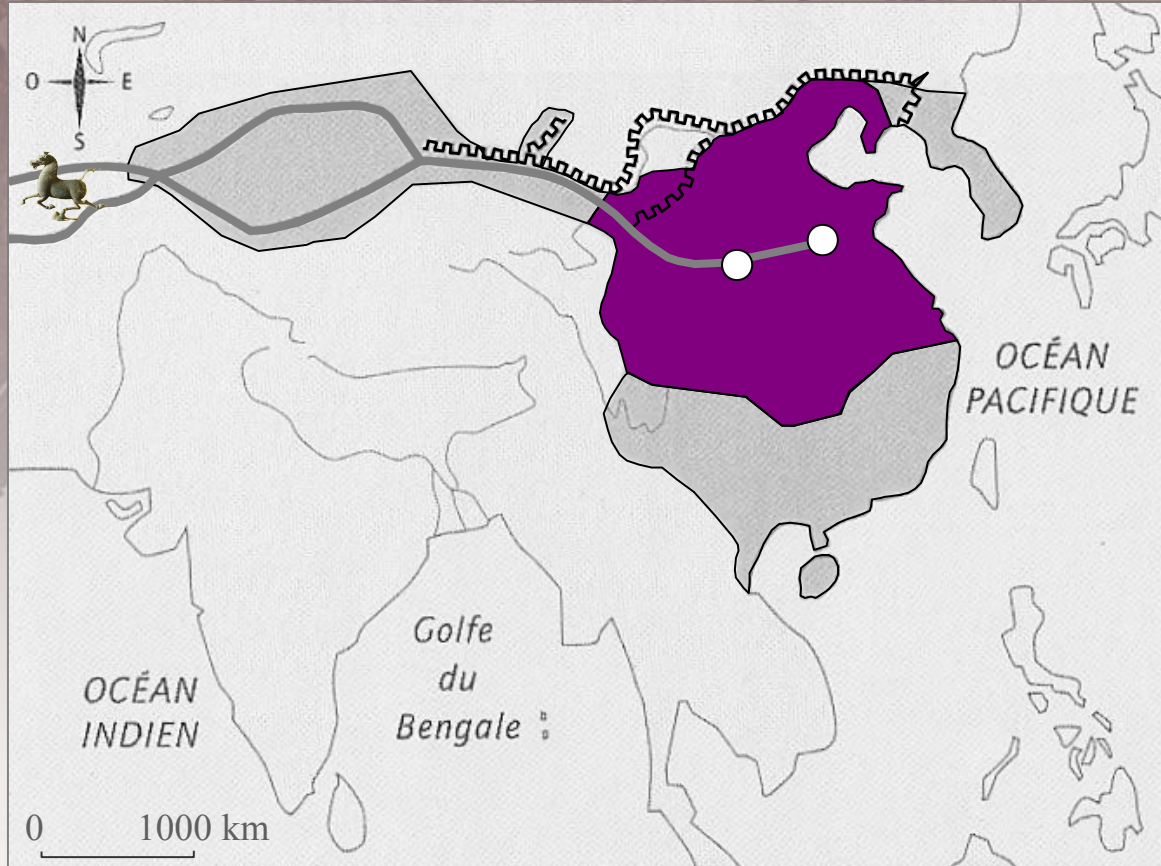 N
O E
S
OCÉAN
PACIFIQUE
Golfe
du
Bengale
OCÉAN
INDIEN
0 1000 km